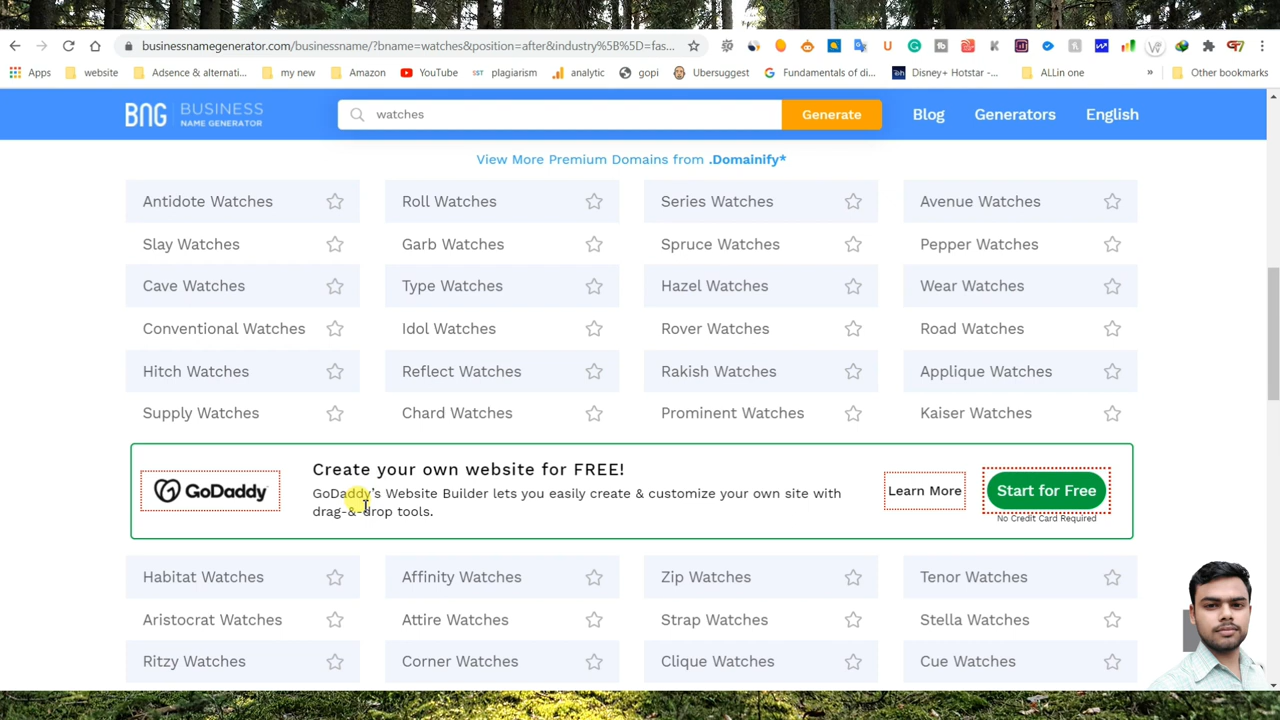 businessnamegenerator.com/businessname/?bname=watches&position=after&industry%5B%5D=fas...
Apps website Adsence & alternati... my new Amazon YouTube plagiarism analytic gopi Ubersuggest Fundamentals of di... Disney+ Hotstar -... ALLin one » Other bookmarks
BNG BUSINESS NAME GENERATOR
watches Generate Blog Generators English
View More Premium Domains from .Domainify*
Antidote Watches Roll Watches Series Watches Avenue Watches
Slay Watches Garb Watches Spruce Watches Pepper Watches
Cave Watches Type Watches Hazel Watches Wear Watches
Conventional Watches Idol Watches Rover Watches Road Watches
Hitch Watches Reflect Watches Rakish Watches Applique Watches
Supply Watches Chard Watches Prominent Watches Kaiser Watches
GoDaddy
Create your own website for FREE!
GoDaddy's Website Builder lets you easily create & customize your own site with
drag-&-drop tools.
Learn More
Start for Free
No Credit Card Required
Habitat Watches Affinity Watches Zip Watches Tenor Watches
Aristocrat Watches Attire Watches Strap Watches Stella Watches
Ritzy Watches Corner Watches Clique Watches Cue Watches